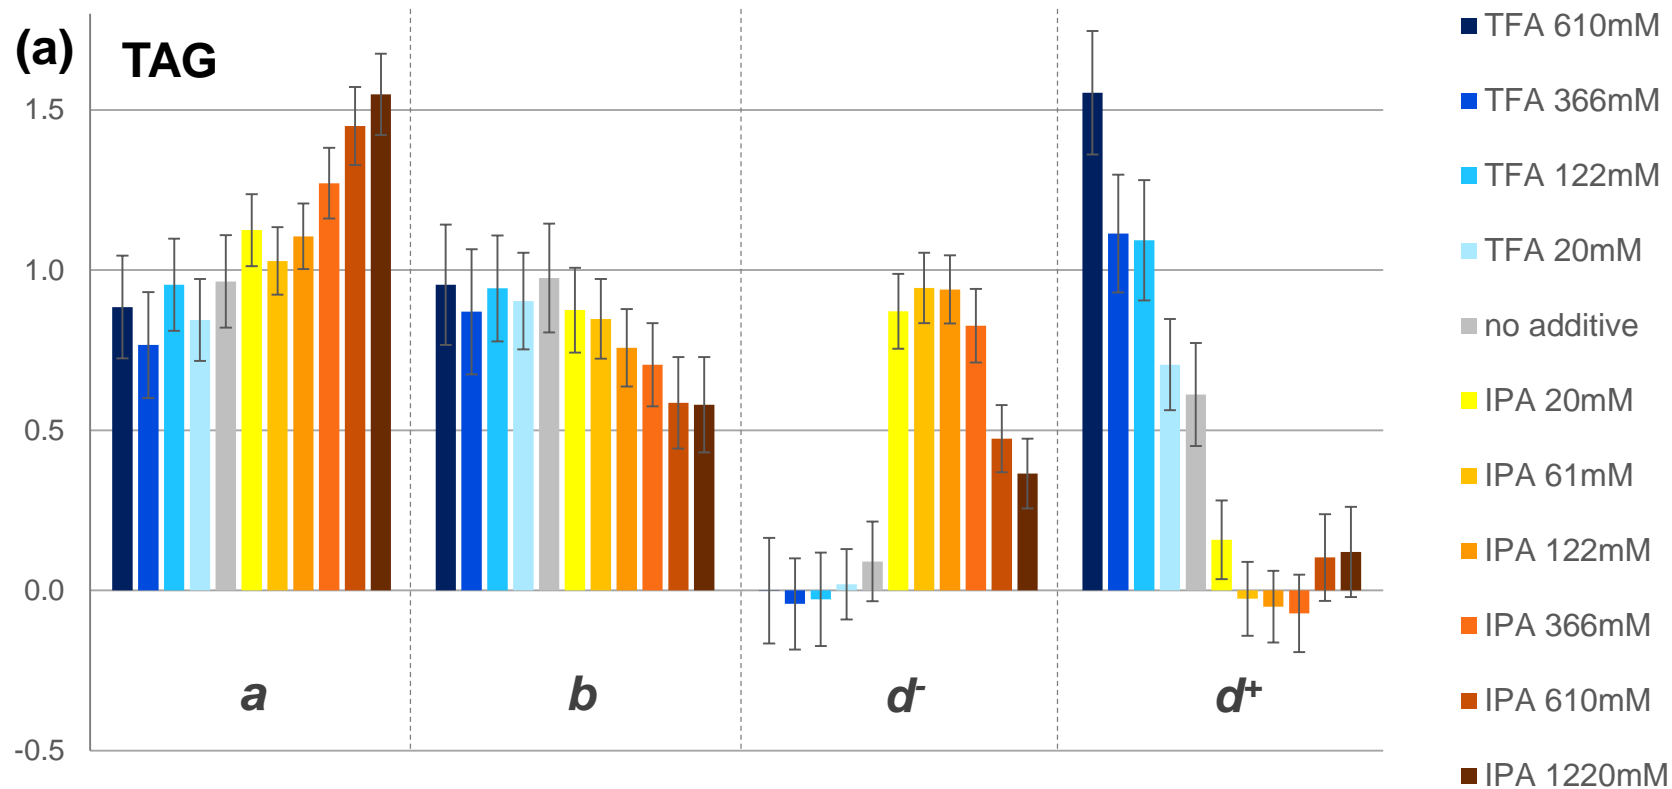 (a) TAG
1.5
1.0
0.5
0.0
-0.5
a b d- d+
TFA 610mM
TFA 366mM
TFA 122mM
TFA 20mM
no additive
IPA 20mM
IPA 61mM
IPA 122mM
IPA 366mM
IPA 610mM
IPA 1220mM